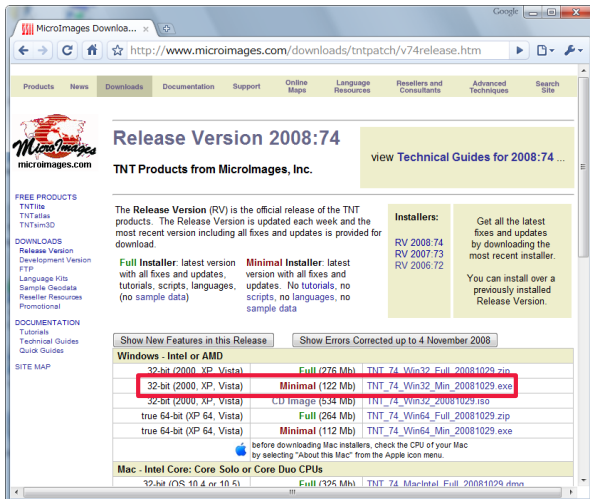 Google
MicroImages Downloa...
http://www.microimages.com/downloads/tntpatch/v74release.htm
Products News Downloads Documentation Support Online Maps Language Resources Resellers and Consultants Advanced Techniques Search Site
MicroImages
microimages.com
Release Version 2008:74
TNT Products from MicroImages, Inc.
view Technical Guides for 2008:74 ...
FREE PRODUCTS
TNTlite
TNTatlas
TNTsim3D
DOWNLOADS
Release Version
Development Version
FTP
Language Kits
Sample Geodata
Reseller Resources
Promotional
DOCUMENTATION
Tutorials
Technical Guides
Quick Guides
SITE MAP
The Release Version (RV) is the official release of the TNT
products. The Release Version is updated each week and the
most recent version including all fixes and updates is provided for
download.
Full Installer: latest version
with all fixes and updates,
tutorials, scripts, languages,
(no sample data)
Minimal Installer: latest
version with all fixes and
updates. No tutorials, no
scripts, no languages, no
sample data
Installers:
RV 2008:74
RV 2007:73
RV 2006:72
Get all the latest
fixes and updates
by downloading the
most recent installer.
You can install over a
previously installed
Release Version.
Show New Features in this Release
Show Errors Corrected up to 4 November 2008
Windows - Intel or AMD
32-bit (2000, XP, Vista) Full (276 Mb) TNT_74_Win32_Full_20081029.zip
32-bit (2000, XP, Vista) Minimal (122 Mb) TNT_74_Win32_Min_20081029.exe
32-bit (2000, XP, Vista) CD Image (534 Mb) TNT_74_Win32_20081029.iso
true 64-bit (XP 64, Vista) Full (264 Mb) TNT_74_Win64_Full_20081029.zip
true 64-bit (XP 64, Vista) Minimal (112 Mb) TNT_74_Win64_Min_20081029.exe
before downloading Mac installers, check the CPU of your Mac
by selecting "About this Mac" from the Apple icon menu.
Mac - Intel Core: Core Solo or Core Duo CPUs
32-bit (OS 10.4 or 10.5) Full (325 Mb) TNT_74_MacIntel_Full_20081029.dmg